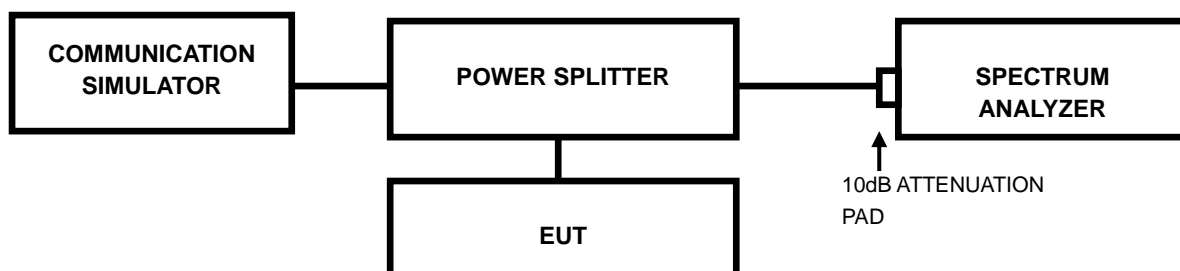 COMMUNICATION
SIMULATOR
POWER SPLITTER
SPECTRUM
ANALYZER
10dB ATTENUATION
PAD
EUT